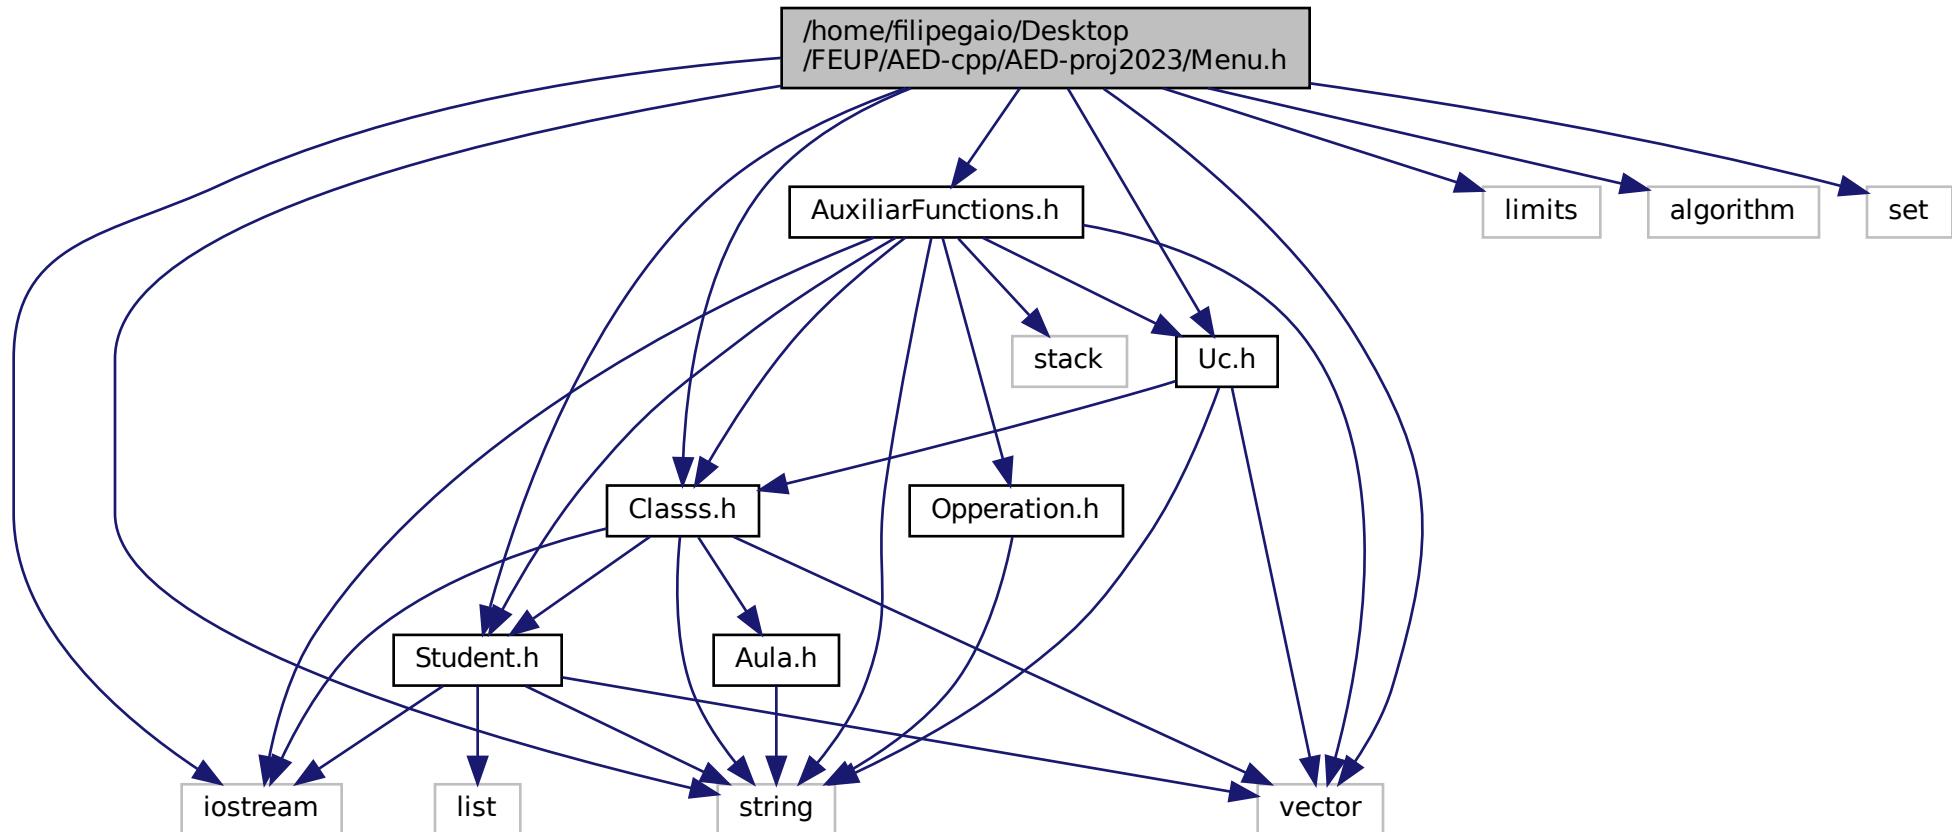 /home/filipegaio/Desktop
/FEUP/AED-cpp/AED-proj2023/Menu.h
AuxiliarFunctions.h
limits
algorithm
set
stack
Uc.h
Classs.h
Opperation.h
Student.h
Aula.h
iostream
list
string
vector